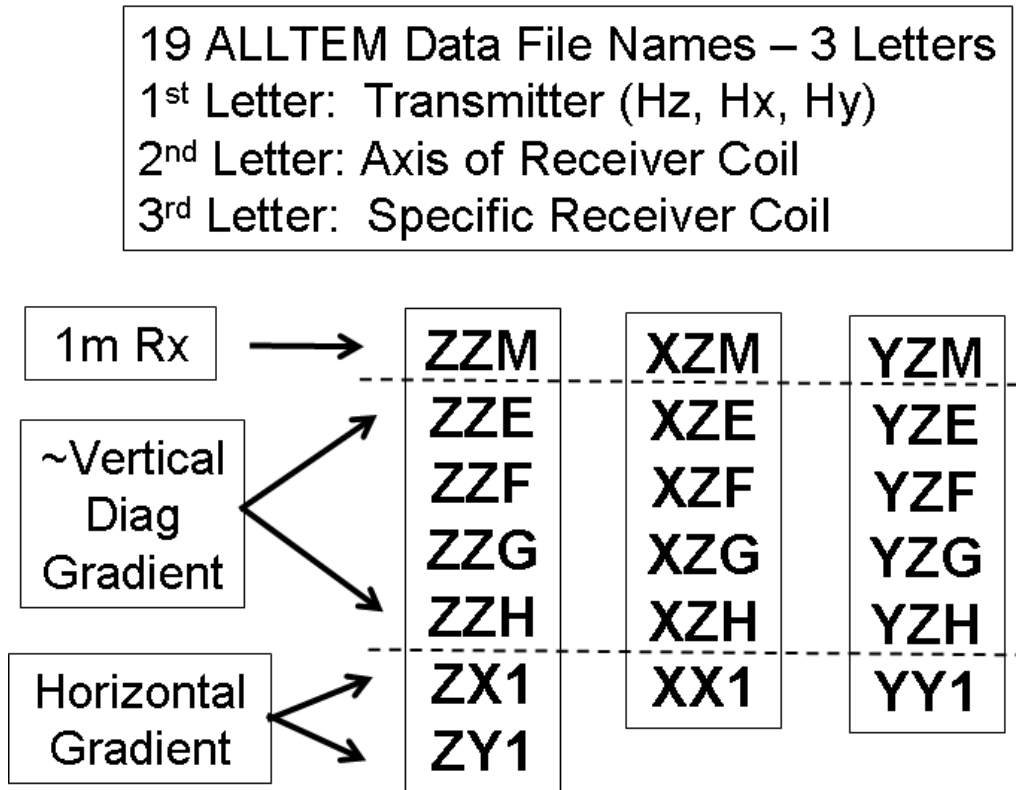 19 ALLTEM Data File Names – 3 Letters
1st Letter:  Transmitter (Hz, Hx, Hy)
2nd Letter: Axis of Receiver Coil
3rd Letter:  Specific Receiver Coil
1m Rx
~Vertical
Diag
Gradient
Horizontal
Gradient
ZZM
ZZE
ZZF
ZZG
ZZH
ZX1
ZY1
XZM
XZE
XZF
XZG
XZH
XX1
YZM
YZE
YZF
YZG
YZH
YY1